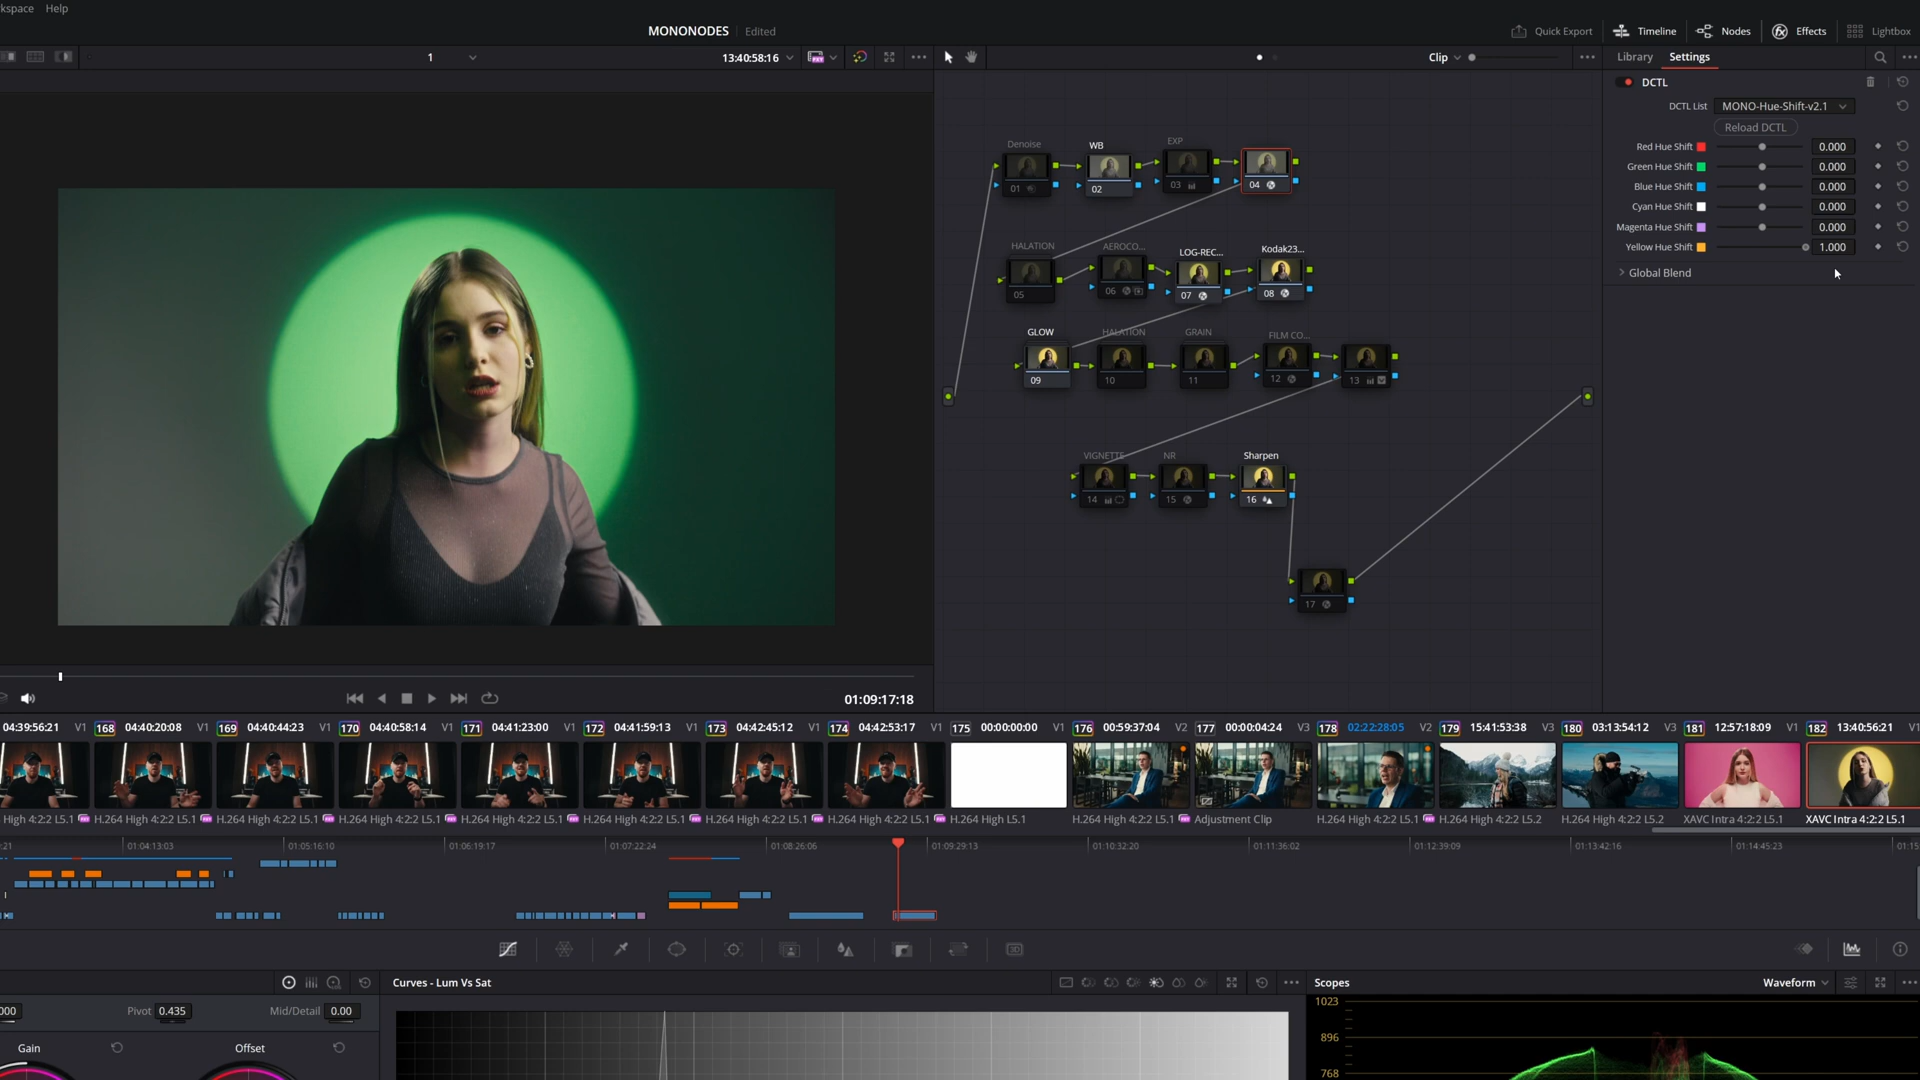 kspace Help
MONONODES Edited
Quick Export Timeline Nodes Effects Lightbox
1 13:40:58:16 Clip Library Settings
DCTL
DCTL List MONO-Hue-Shift-v2.1
Reload DCTL
Red Hue Shift 0.000
Green Hue Shift 0.000
Blue Hue Shift 0.000
Cyan Hue Shift 0.000
Magenta Hue Shift 0.000
Yellow Hue Shift 1.000
Global Blend
Denoise WB EXP
01 02 03 04
HALATION AEROCO... LOG-REC... Kodak23...
05 06 07 08
GLOW HALATION GRAIN FILM CO...
09 10 11 12 13
VIGNETTE NR Sharpen
14 15 16
17
01:09:17:18
04:39:56:21 V1 168 04:40:20:08 V1 169 04:40:44:23 V1 170 04:40:58:14 V1 171 04:41:23:00 V1 172 04:41:59:13 V1 173 04:42:45:12 V1 174 04:42:53:17 V1 175 00:00:00:00 V1 176 00:59:37:04 V2 177 00:00:04:24 V3 178 02:22:28:05 V2 179 15:41:53:38 V3 180 03:13:54:12 V3 181 12:57:18:09 V1 182 13:40:56:21 V1
High 4:2:2 L5.1 H.264 High 4:2:2 L5.1 H.264 High 4:2:2 L5.1 H.264 High 4:2:2 L5.1 H.264 High 4:2:2 L5.1 H.264 High 4:2:2 L5.1 H.264 High 4:2:2 L5.1 H.264 High 4:2:2 L5.1 H.264 High L5.1 H.264 High 4:2:2 L5.1 Adjustment Clip H.264 High 4:2:2 L5.1 H.264 High 4:2:2 L5.2 H.264 High 4:2:2 L5.2 XAVC Intra 4:2:2 L5.1 XAVC Intra 4:2:2 L5.1
:21 01:04:13:03 01:05:16:10 01:06:19:17 01:07:22:24 01:08:26:06 01:09:29:13 01:10:32:20 01:11:36:02 01:12:39:09 01:13:42:16 01:14:45:23 01:15
Curves - Lum Vs Sat Scopes Waveform
000 Pivot 0.435 Mid/Detail 0.00
Gain Offset
1023
896
768